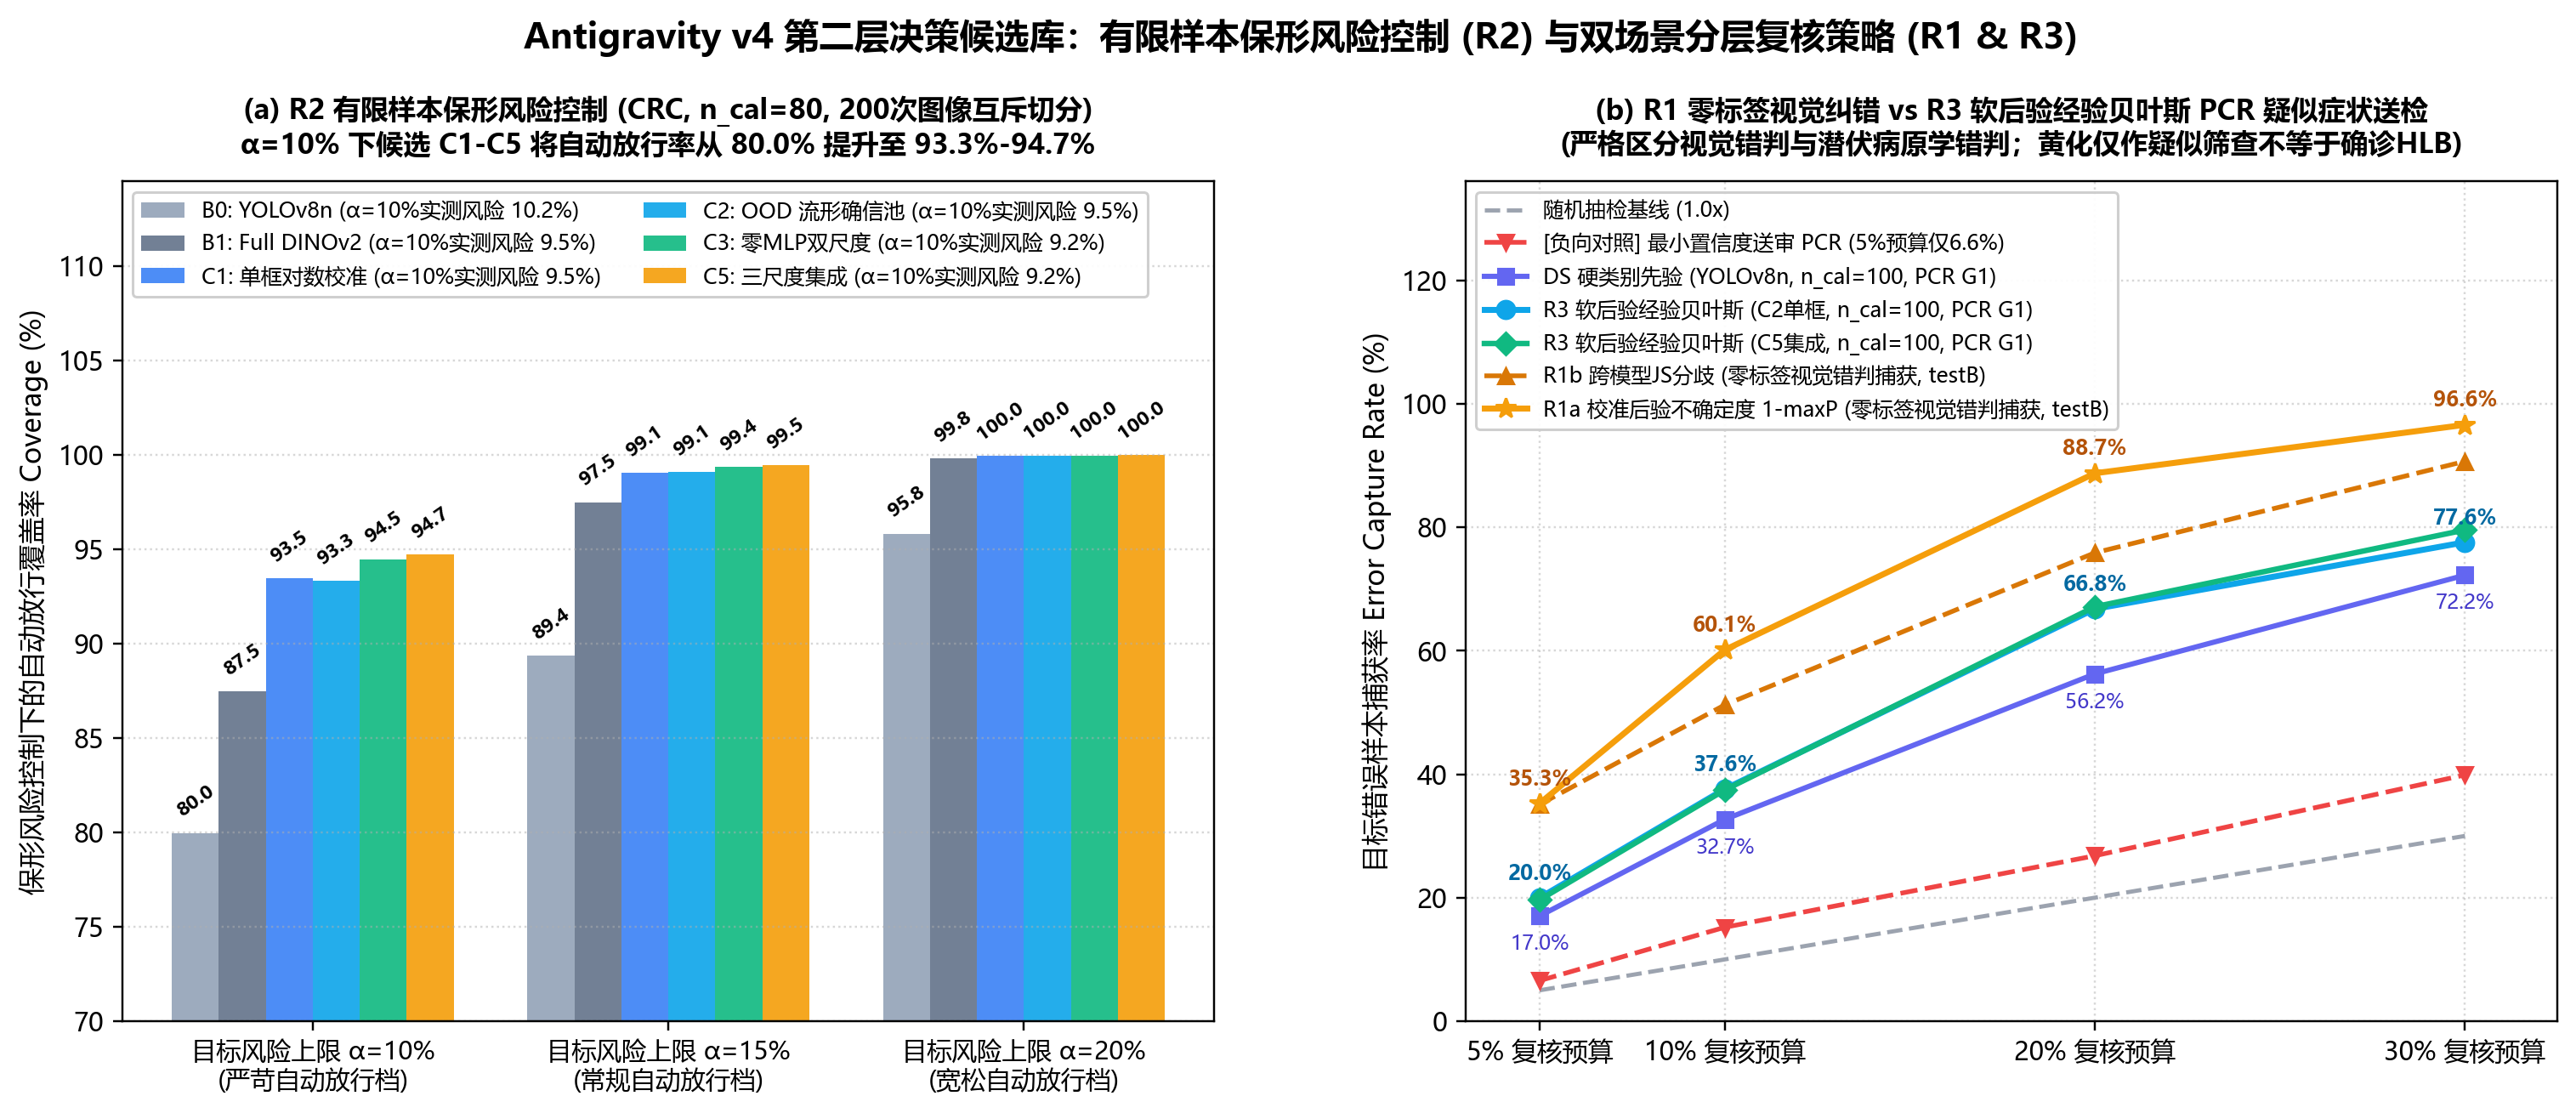 Antigravity v4 第二层决策候选库：有限样本保形风险控制 (R2) 与双场景分层复核策略 (R1 & R3)
(a) R2 有限样本保形风险控制 (CRC, n_cal=80, 200次图像互斥切分)
α=10% 下候选 C1-C5 将自动放行率从 80.0% 提升至 93.3%-94.7%
B0: YOLOv8n (α=10%实测风险 10.2%)
B1: Full DINOv2 (α=10%实测风险 9.5%)
C1: 单框对数校准 (α=10%实测风险 9.5%)
C2: OOD 流形确信池 (α=10%实测风险 9.5%)
C3: 零MLP双尺度 (α=10%实测风险 9.2%)
C5: 三尺度集成 (α=10%实测风险 9.2%)
保形风险控制下的自动放行覆盖率 Coverage (%)
110
105
100
95
90
85
80
75
70
80.0
87.5
93.5
93.3
94.5
94.7
89.4
97.5
99.1
99.1
99.4
99.5
95.8
99.8
100.0
100.0
100.0
100.0
目标风险上限 α=10%
(严苛自动放行档)
目标风险上限 α=15%
(常规自动放行档)
目标风险上限 α=20%
(宽松自动放行档)
(b) R1 零标签视觉纠错 vs R3 软后验经验贝叶斯 PCR 疑似症状送检
(严格区分视觉错判与潜伏病原学错判；黄化仅作疑似筛查不等于确诊HLB)
随机抽检基线 (1.0x)
[负向对照] 最小置信度送审 PCR (5%预算仅6.6%)
DS 硬类别先验 (YOLOv8n, n_cal=100, PCR G1)
R3 软后验经验贝叶斯 (C2单框, n_cal=100, PCR G1)
R3 软后验经验贝叶斯 (C5集成, n_cal=100, PCR G1)
R1b 跨模型JS分歧 (零标签视觉错判捕获, testB)
R1a 校准后验不确定度 1-maxP (零标签视觉错判捕获, testB)
目标错误样本捕获率 Error Capture Rate (%)
120
100
80
60
40
20
0
35.3%
60.1%
88.7%
96.6%
20.0%
37.6%
66.8%
77.6%
17.0%
32.7%
56.2%
72.2%
5% 复核预算
10% 复核预算
20% 复核预算
30% 复核预算